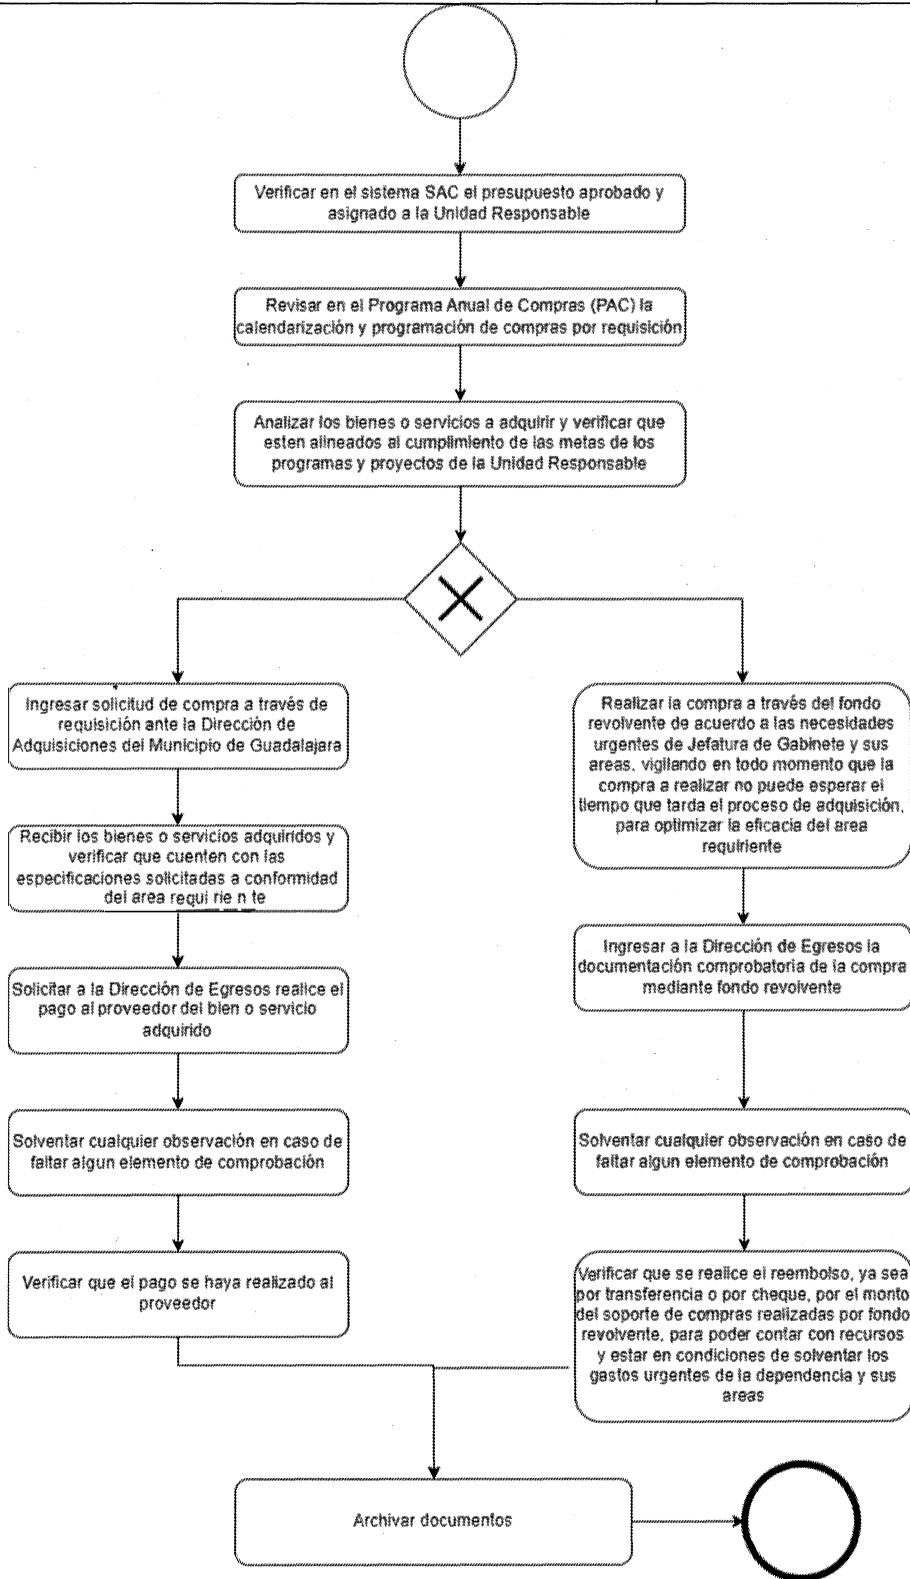 Verificar en el sistema SAC el presupuesto aprobado y
asignado a la Unidad Responsable
Revisar en el Programa Anual de Compras (PAC) la
calendarización y programación de compras por requisición
Analizar los bienes o servicios a adquirir y verificar que
esten alineados al cumplimiento de las metas de los
programas y proyectos de la Unidad Responsable
Ingresar solicitud de compra a través de
requisición ante la Dirección de
Adquisiciones del Municipio de Guadalajara
Recibir los bienes o servicios adquiridos y
verificar que cuenten con las
especificaciones solicitadas a conformidad
del area requi rie n te
Solicitar a la Dirección de Egresos realice el
pago al proveedor del bien o servicio
adquirido
Solventar cualquier observación en caso de
faltar algun elemento de comprobación
Verificar que el pago se haya realizado al
proveedor
Realizar la compra a través del fondo
revolvente de acuerdo a las necesidades
urgentes de Jefatura de Gabinete y sus
areas, vigilando en todo momento que la
compra a realizar no puede esperar el
tiempo que tarda el proceso de adquisición,
para optimizar la eficacia del area
requiriente
Ingresar a la Dirección de Egresos la
documentación comprobatoria de la compra
mediante fondo revolvente
Solventar cualquier observación en caso de
faltar algun elemento de comprobación
Verificar que se realice el reembolso, ya sea
por transferencia o por cheque, por el monto
del soporte de compras realizadas por fondo
revolvente, para poder contar con recursos
y estar en condiciones de solventar los
gastos urgentes de la dependencia y sus
areas
Archivar documentos